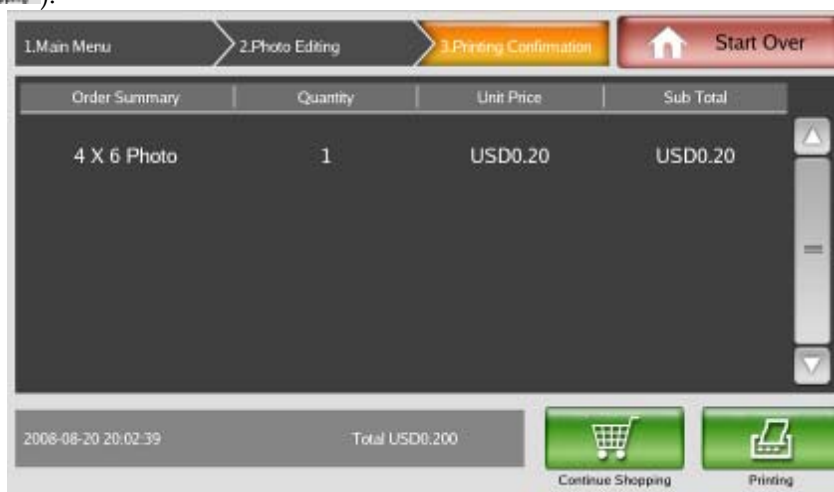 1.Main Menu 2.Photo Editing 3.Printing Confirmation Start Over
Order Summary Quantity Unit Price Sub Total
4 X 6 Photo 1 USD0.20 USD0.20
2008-08-20 20:02:39 Total USD0.200
Continue Shopping Printing